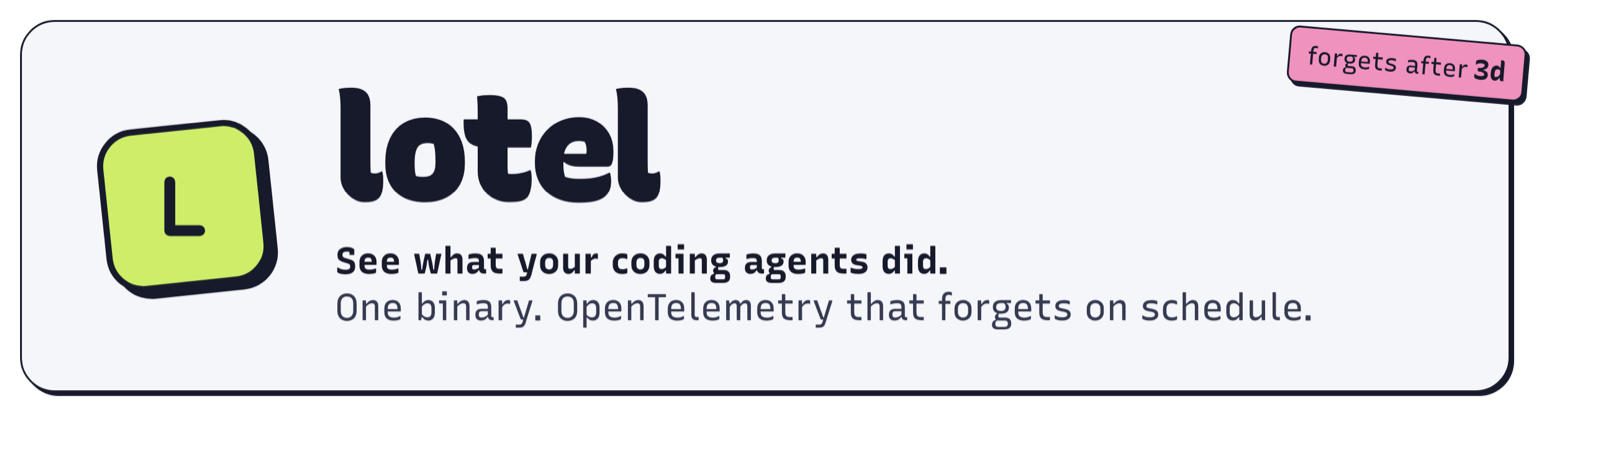 forgets after 3d
L
lotel
See what your coding agents did.
One binary. OpenTelemetry that forgets on schedule.